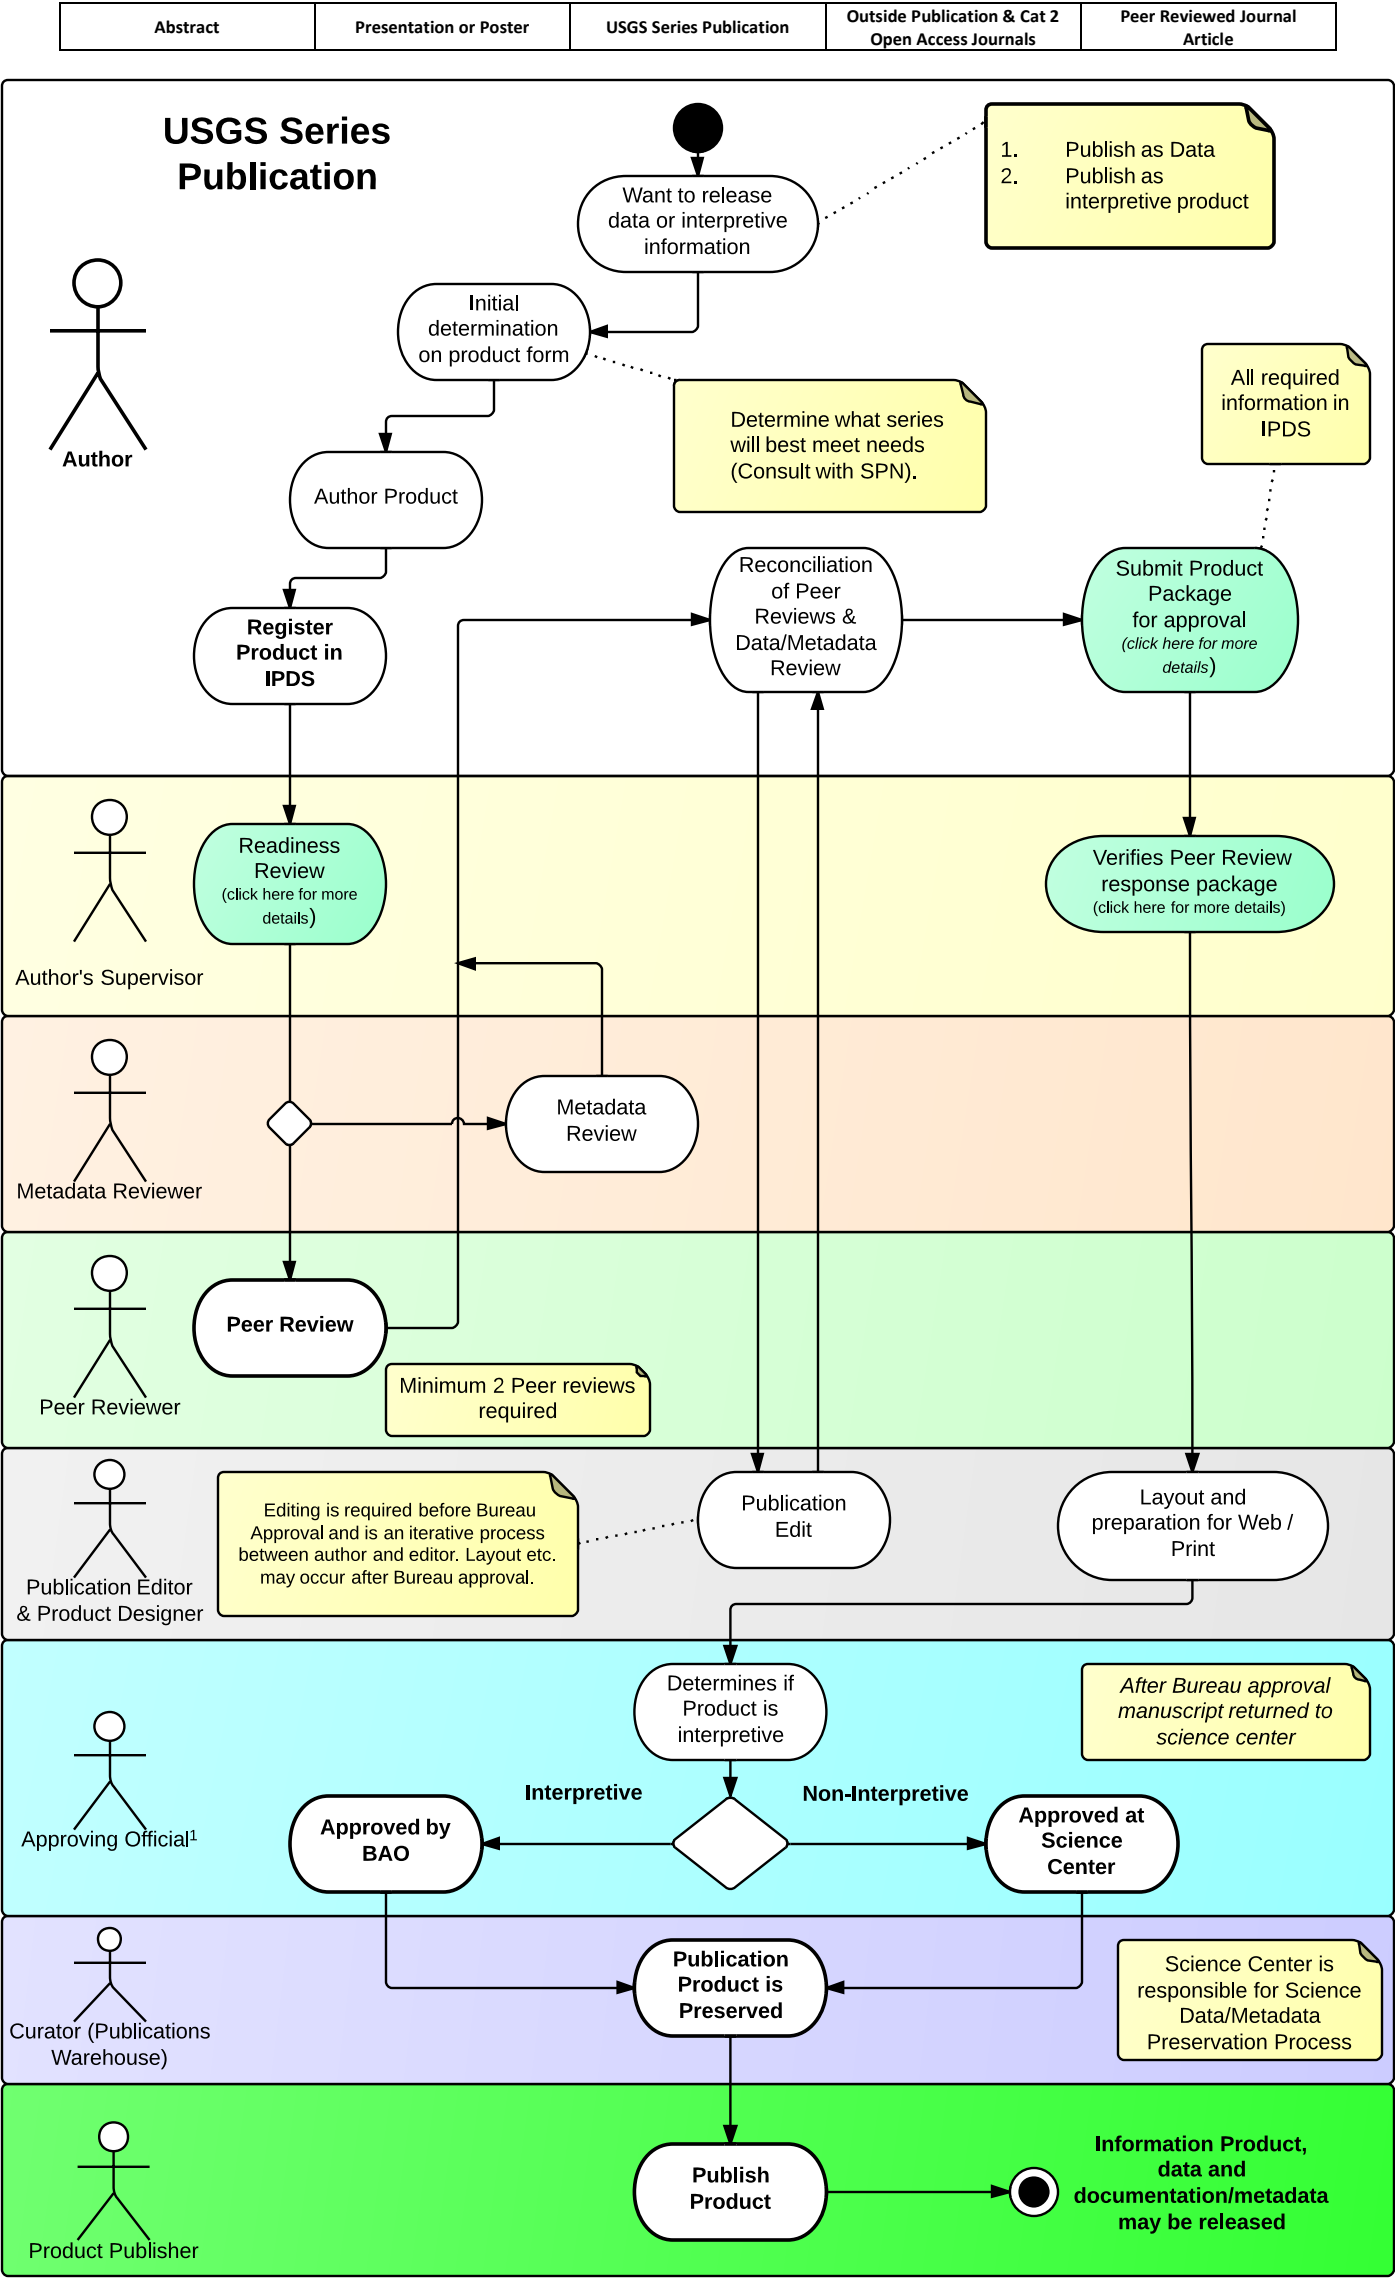 Abstract
Presentation or Poster
USGS Series Publication
Outside Publication & Cat 2
Open Access Journals
Peer Reviewed Journal
Article
USGS Series
Publication
Want to release
data or interpretive
information
1. Publish as Data
2. Publish as
interpretive product
Initial
determination
on product form
Author
Determine what series
will best meet needs
(Consult with SPN).
All required
information in
IPDS
Author Product
Register
Product in
IPDS
Reconciliation
of Peer
Reviews &
Data/Metadata
Review
Submit Product
Package
for approval
(click here for more
details)
Readiness
Review
(click here for more
details)
Verifies Peer Review
response package
(click here for more details)
Author's Supervisor
Metadata
Review
Metadata Reviewer
Peer Review
Minimum 2 Peer reviews
required
Peer Reviewer
Editing is required before Bureau
Approval and is an iterative process
between author and editor. Layout etc.
may occur after Bureau approval.
Publication
Edit
Layout and
preparation for Web /
Print
Publication Editor
& Product Designer
Determines if
Product is
interpretive
After Bureau approval
manuscript returned to
science center
Interpretive
Non-Interpretive
Approved by
BAO
Approved at
Science
Center
Approving Official¹
Publication
Product is
Preserved
Science Center is
responsible for Science
Data/Metadata
Preservation Process
Curator (Publications
Warehouse)
Publish
Product
Information Product,
data and
documentation/metadata
may be released
Product Publisher